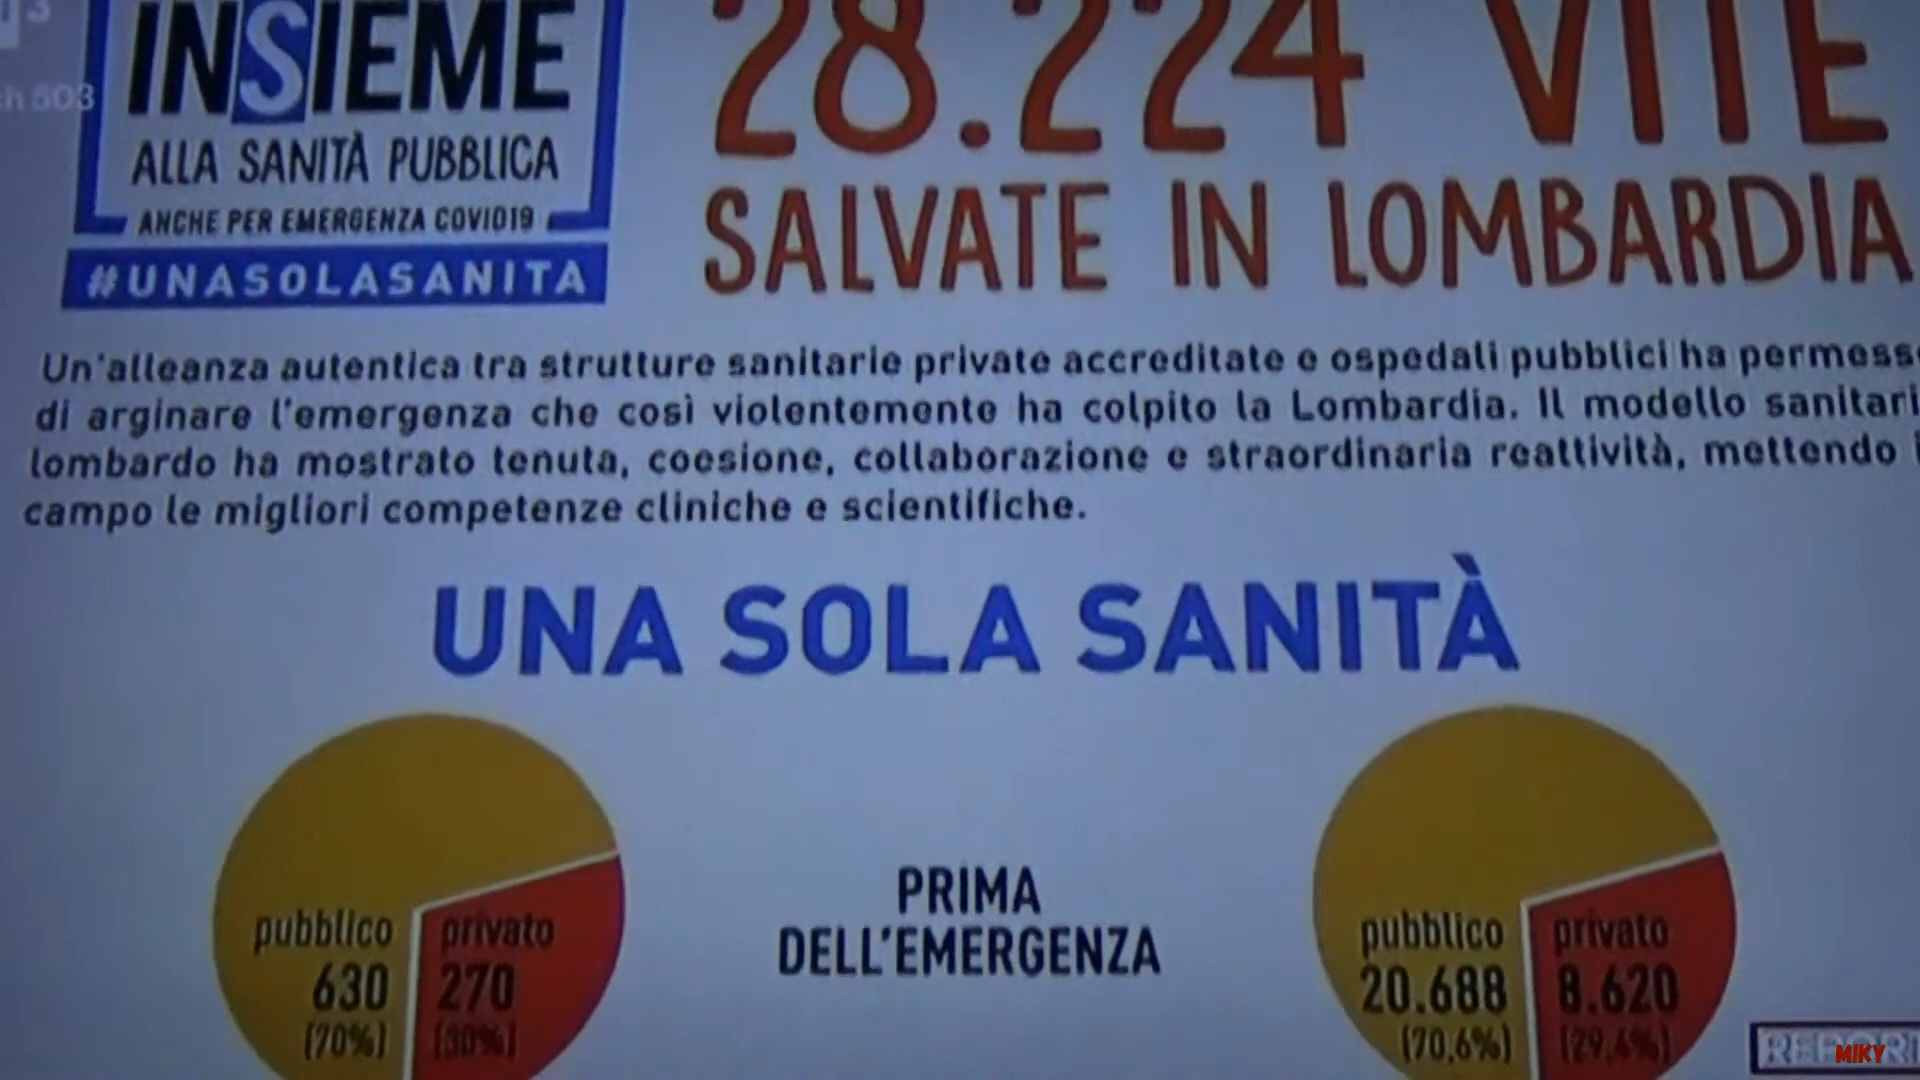 3
ch 503
INSIEME
ALLA SANITÀ PUBBLICA
ANCHE PER EMERGENZA COVID19
#UNASOLASANITA
28.224 VITE
SALVATE IN LOMBARDIA
Un'alleanza autentica tra strutture sanitarie private accreditate e ospedali pubblici ha permess
di arginare l'emergenza che così violentemente ha colpito la Lombardia. Il modello sanitari
lombardo ha mostrato tenuta, coesione, collaborazione e straordinaria reattività, mettendo i
campo le migliori competenze cliniche e scientifiche.
UNA SOLA SANITÀ
PRIMA
DELL'EMERGENZA
pubblico
630
(70%)
privato
270
(30%)
pubblico
20.688
(70,6%)
privato
8.620
(29,4%)
REPORT
MIKY